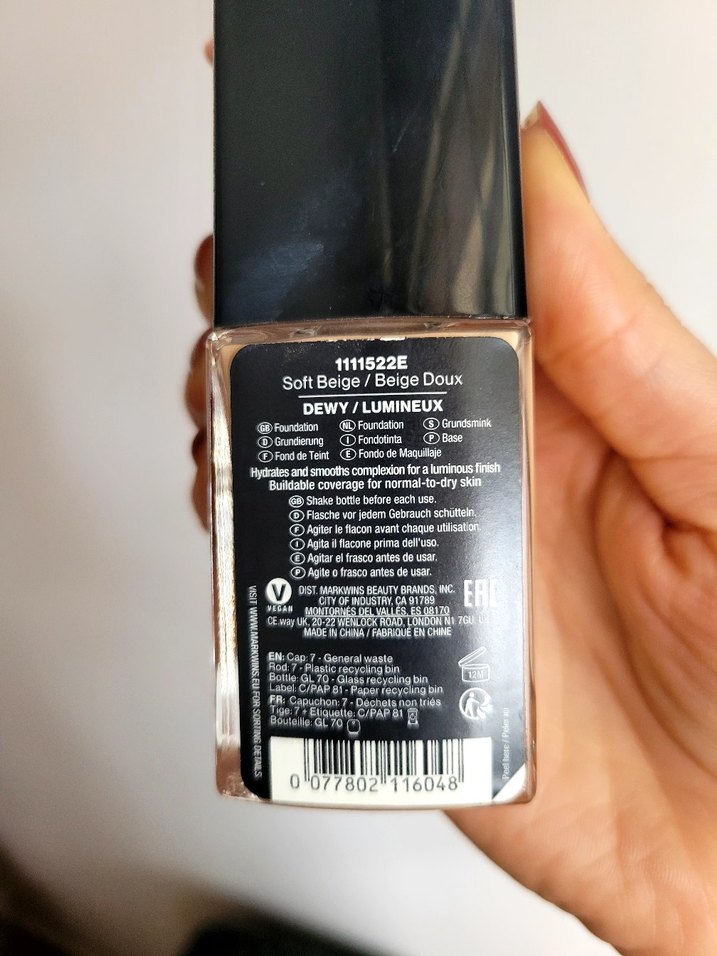 1111522E
Soft Beige / Beige Doux
DEWY / LUMINEUX
GB Foundation NL Foundation S Grundsmink
D Grundierung I Fondotinta P Base
F Fond de Teint E Fondo de Maquillaje
Hydrates and smooths complexion for a luminous finish
Buildable coverage for normal-to-dry skin
GB Shake bottle before each use.
D Flasche vor jedem Gebrauch schütteln.
F Agiter le flacon avant chaque utilisation.
I Agita il flacone prima dell'uso.
E Agitar el frasco antes de usar.
P Agite o frasco antes de usar.
V
VEGAN
DIST. MARKWINS BEAUTY BRANDS, INC.
CITY OF INDUSTRY, CA 91789
MONTORNÈS DEL VALLÉS, ES 08170
CE.way UK, 20-22 WENLOCK ROAD, LONDON N1 7GU,
MADE IN CHINA / FABRIQUÉ EN CHINE
EAC
VISIT WWW.MARKWINS.EU FOR SORTING DETAILS.
EN: Cap: 7 - General waste
Rod: 7 - Plastic recycling bin
Bottle: GL 70 - Glass recycling bin
Label: C/PAP 81 - Paper recycling bin
FR: Capuchon: 7 - Déchets non triés
Tige: 7 + Étiquette: C/PAP 81
Bouteille: GL 70
12M
Peel here / Peler ici
0 077802 116048